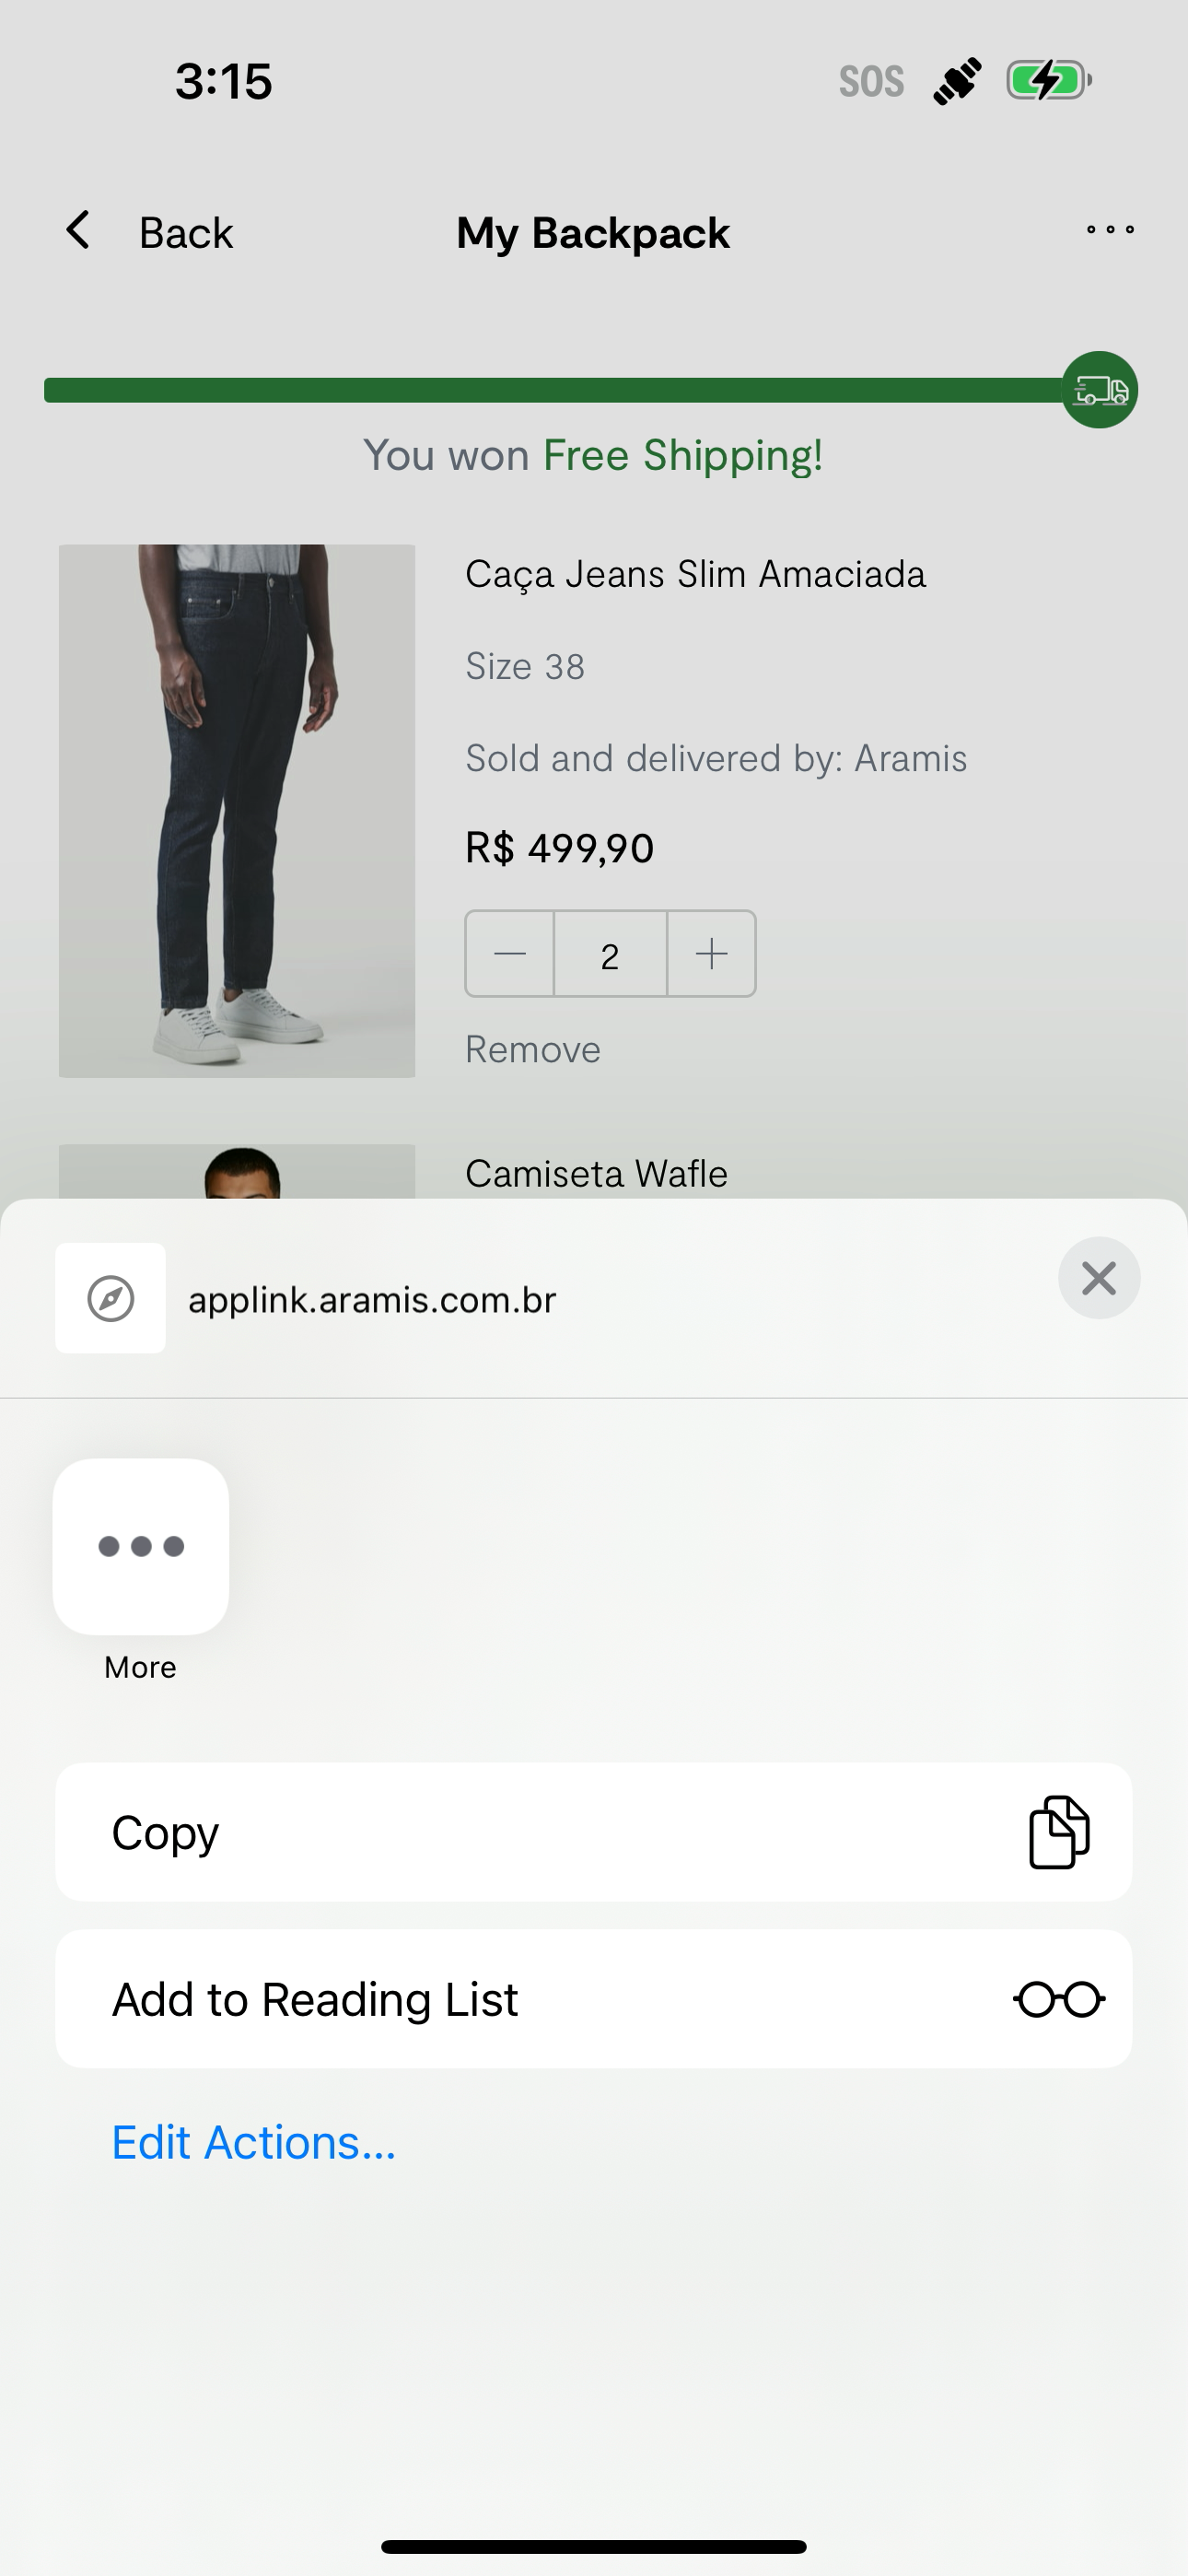 3:15
SOS
Back
My Backpack
You won Free Shipping!
Caça Jeans Slim Amaciada
Size 38
Sold and delivered by: Aramis
R$ 499,90
2
Remove
Camiseta Wafle
applink.aramis.com.br
More
Copy
Add to Reading List
Edit Actions...